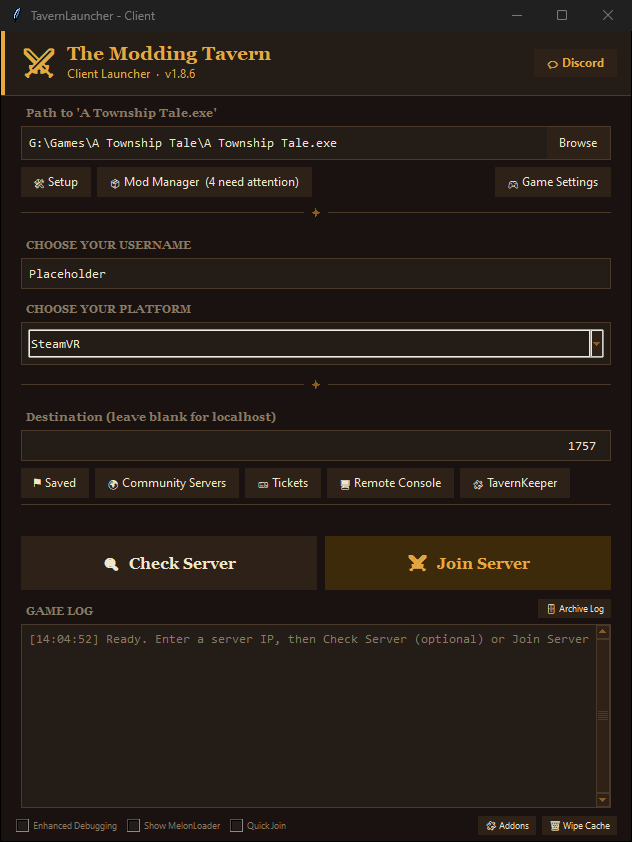 TavernLauncher - Client
The Modding Tavern
Client Launcher · v1.8.6
Discord
Path to 'A Township Tale.exe'
G:\Games\A Township Tale\A Township Tale.exe
Browse
Setup
Mod Manager (4 need attention)
Game Settings
CHOOSE YOUR USERNAME
Placeholder
CHOOSE YOUR PLATFORM
SteamVR
Destination (leave blank for localhost)
1757
Saved
Community Servers
Tickets
Remote Console
TavernKeeper
Check Server
Join Server
GAME LOG
Archive Log
[14:04:52] Ready. Enter a server IP, then Check Server (optional) or Join Server
Enhanced Debugging
Show MelonLoader
Quick Join
Addons
Wipe Cache